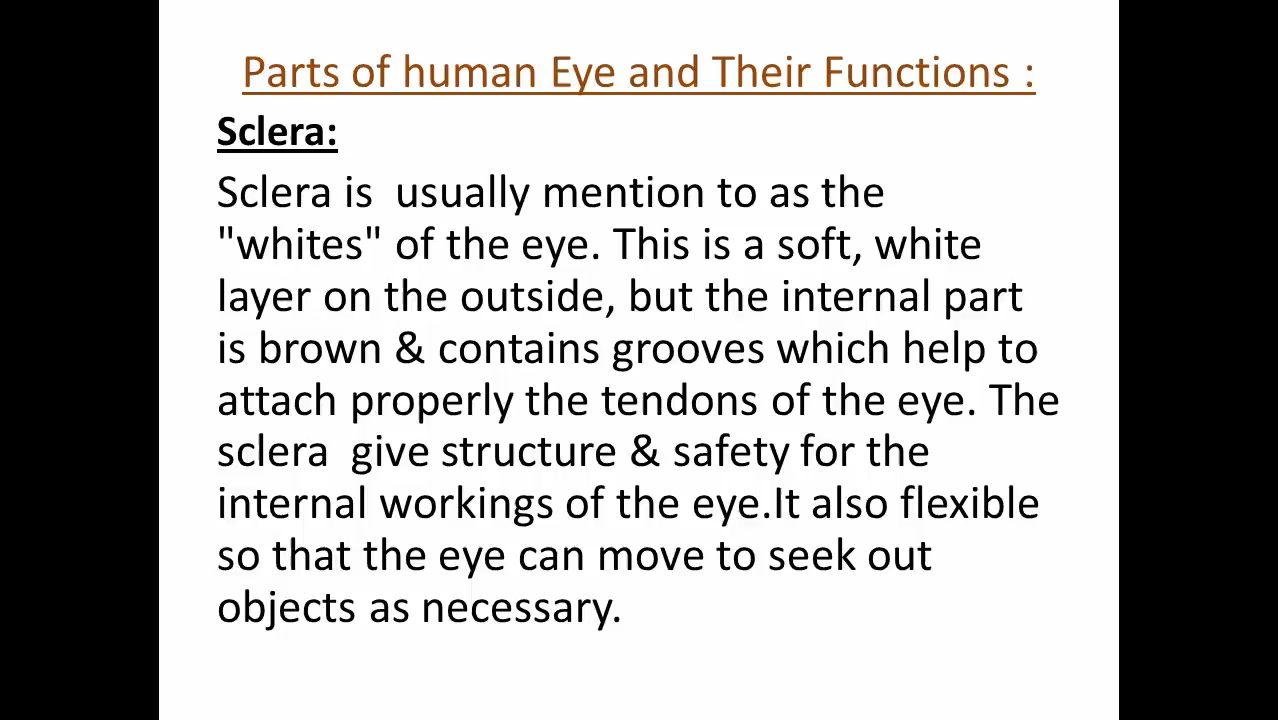 Parts of human Eye and Their Functions :
Sclera:
Sclera is  usually mention to as the
"whites" of the eye. This is a soft, white
layer on the outside, but the internal part
is brown & contains grooves which help to
attach properly the tendons of the eye. The
sclera  give structure & safety for the
internal workings of the eye.It also flexible
so that the eye can move to seek out
objects as necessary.